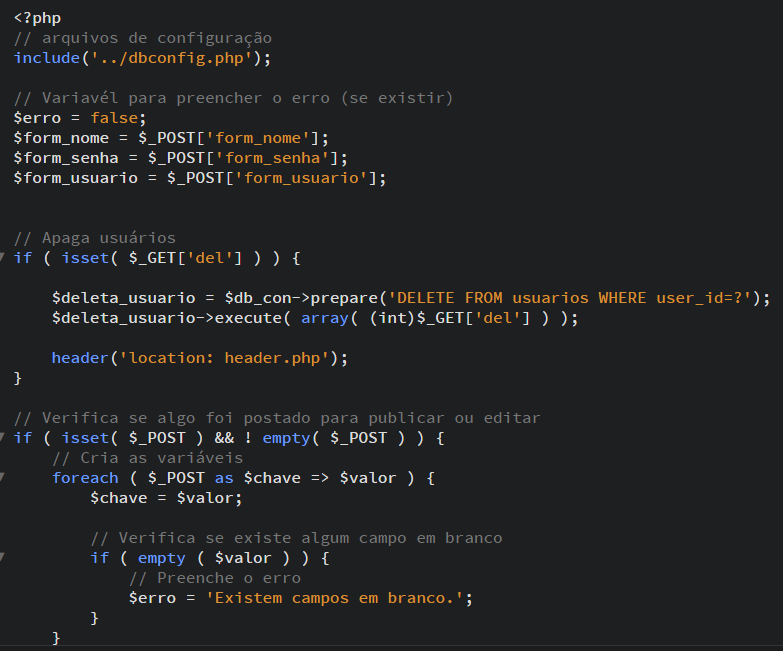 <?php
// arquivos de configuração
include('../dbconfig.php');
// Variavél para preencher o erro (se existir)
$erro = false;
$form_nome = $_POST['form_nome'];
$form_senha = $_POST['form_senha'];
$form_usuario = $_POST['form_usuario'];
// Apaga usuários
if ( isset( $_GET['del'] ) ) {
$deleta_usuario = $db_con->prepare('DELETE FROM usuarios WHERE user_id=?');
$deleta_usuario->execute( array( (int)$_GET['del'] ) );
header('location: header.php');
}
// Verifica se algo foi postado para publicar ou editar
if ( isset( $_POST ) && ! empty( $_POST ) ) {
// Cria as variáveis
foreach ( $_POST as $chave => $valor ) {
$chave = $valor;
// Verifica se existe algum campo em branco
if ( empty ( $valor ) ) {
// Preenche o erro
$erro = 'Existem campos em branco.';
}
}